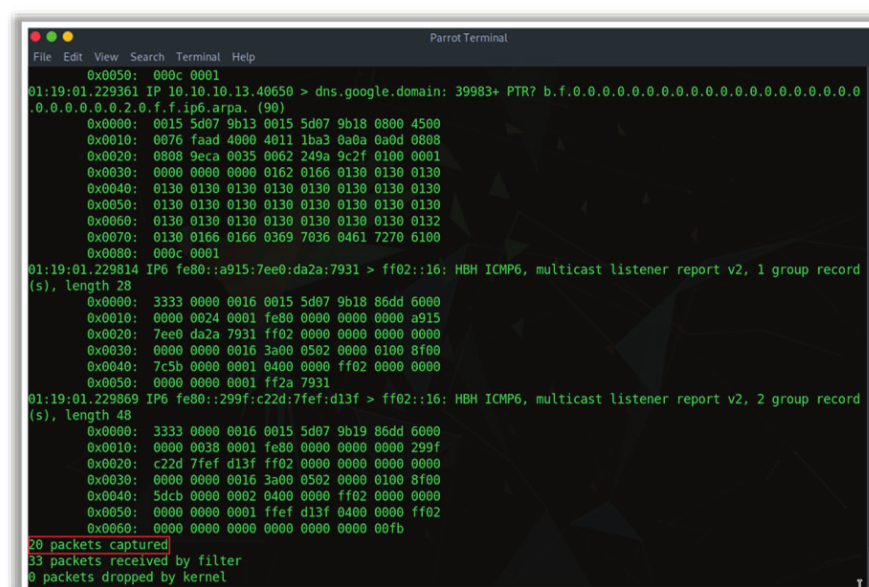 Parrot Terminal
File Edit View Search Terminal Help
0x0050: 000c 0001
01:19:01.229361 IP 10.10.10.13.40650 > dns.google.domain: 39983+ PTR? b.f.0.0.0.0.0.0.0.0.0.0.0.0.0.0.0.0.0.0
.0.0.0.0.0.0.2.0.f.f.ip6.arpa. (90)
0x0000: 0015 5d07 9b13 0015 5d07 9b18 0800 4500
0x0010: 0076 faad 4000 4011 1ba3 0a0a 0a0d 0808
0x0020: 0808 9eca 0035 0062 249a 9c2f 0100 0001
0x0030: 0000 0000 0000 0162 0166 0130 0130 0130
0x0040: 0130 0130 0130 0130 0130 0130 0130 0130
0x0050: 0130 0130 0130 0130 0130 0130 0130 0130
0x0060: 0130 0130 0130 0130 0130 0130 0130 0132
0x0070: 0130 0166 0166 0369 7036 0461 7270 6100
0x0080: 000c 0001
01:19:01.229814 IP6 fe80::a915:7ee0:da2a:7931 > ff02::16: HBH ICMP6, multicast listener report v2, 1 group record
(s), length 28
0x0000: 3333 0000 0016 0015 5d07 9b18 86dd 6000
0x0010: 0000 0024 0001 fe80 0000 0000 0000 a915
0x0020: 7ee0 da2a 7931 ff02 0000 0000 0000 0000
0x0030: 0000 0000 0016 3a00 0502 0000 0100 8f00
0x0040: 7c5b 0000 0001 0400 0000 ff02 0000 0000
0x0050: 0000 0000 0001 ff2a 7931
01:19:01.229869 IP6 fe80::299f:c22d:7fef:d13f > ff02::16: HBH ICMP6, multicast listener report v2, 2 group record
(s), length 48
0x0000: 3333 0000 0016 0015 5d07 9b19 86dd 6000
0x0010: 0000 0038 0001 fe80 0000 0000 0000 299f
0x0020: c22d 7fef d13f ff02 0000 0000 0000 0000
0x0030: 0000 0000 0016 3a00 0502 0000 0100 8f00
0x0040: 5dcb 0000 0002 0400 0000 ff02 0000 0000
0x0050: 0000 0000 0001 ffef d13f 0400 0000 ff02
0x0060: 0000 0000 0000 0000 0000 0000 00fb
20 packets captured
33 packets received by filter
0 packets dropped by kernel